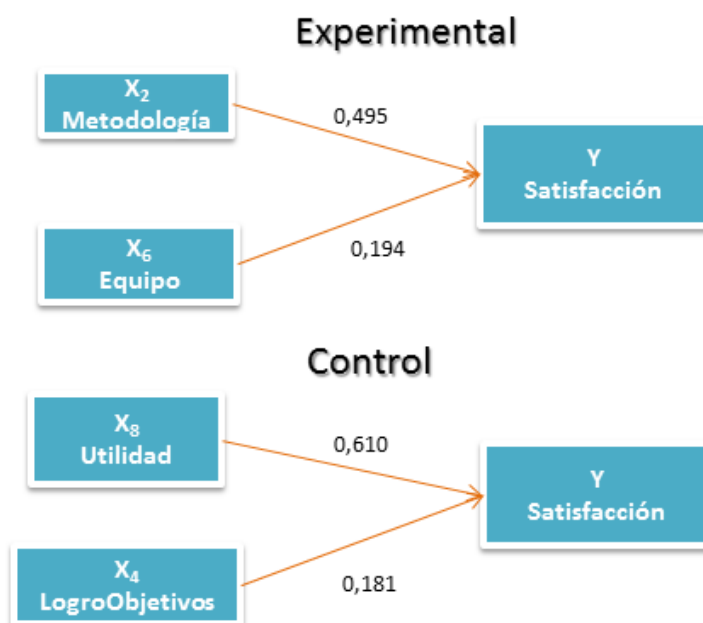 Experimental
X₂
Metodología
0,495
Y
Satisfacción
X₆
Equipo
0,194
Control
X₈
Utilidad
0,610
Y
Satisfacción
X₄
LogroObjetivos
0,181